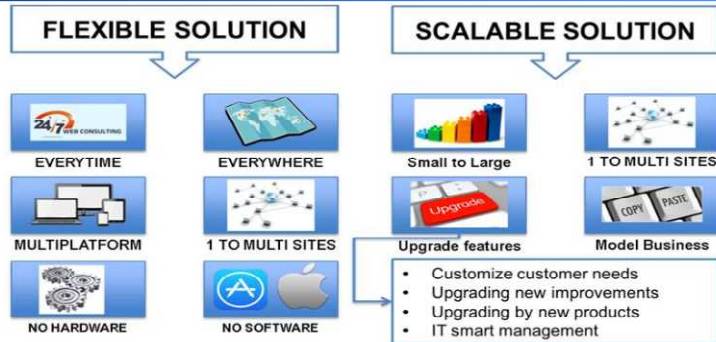 FLEXIBLE SOLUTION
24/7 WEB CONSULTING
EVERYTIME
EVERYWHERE
MULTIPLATFORM
1 TO MULTI SITES
NO HARDWARE
NO SOFTWARE
SCALABLE SOLUTION
Small to Large
1 TO MULTI SITES
Upgrade
Upgrade features
COPY
PASTE
Model Business
• Customize customer needs
• Upgrading new improvements
• Upgrading by new products
• IT smart management